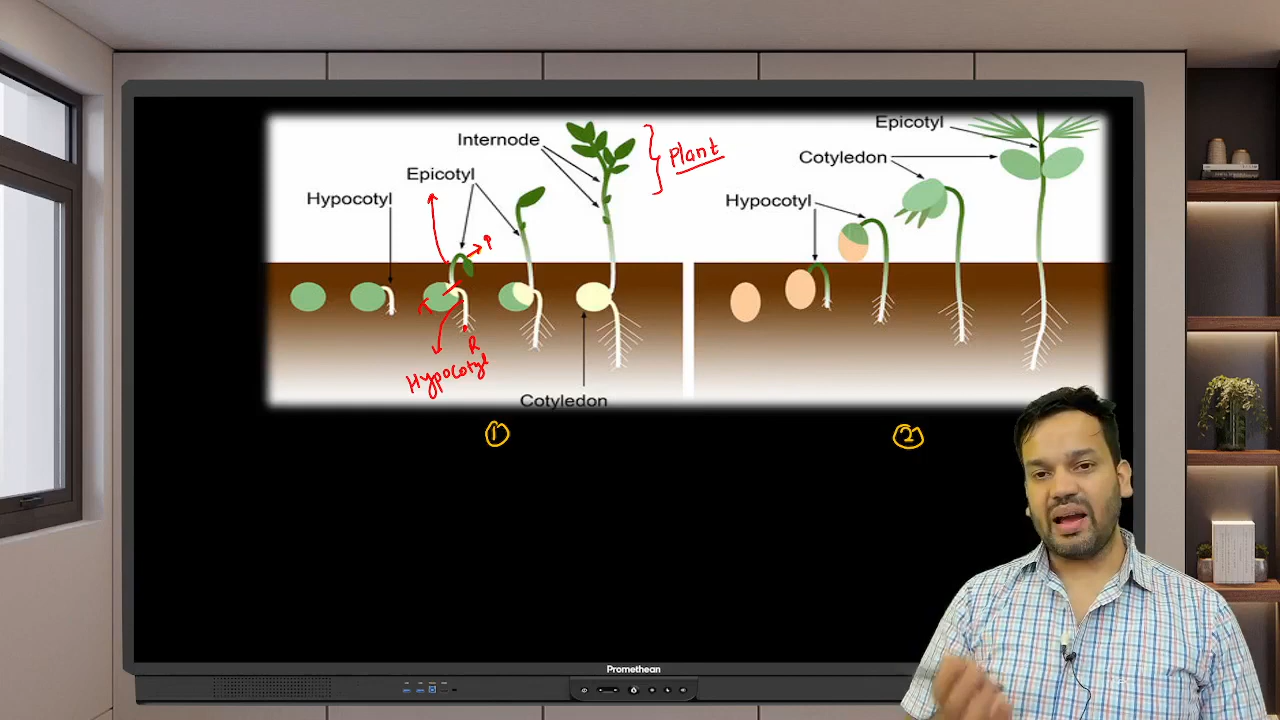 Internode
Plant
Epicotyl
Hypocotyl
P
R
Hypocotyl
Cotyledon
①
Epicotyl
Cotyledon
Hypocotyl
②
Promethean